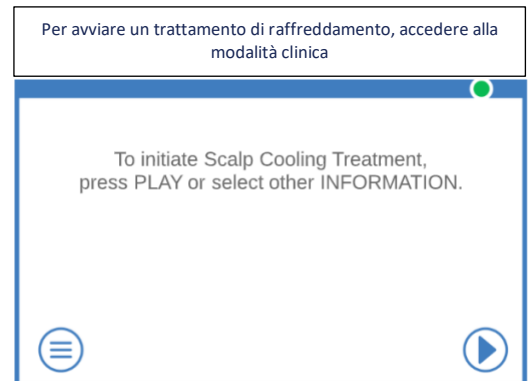 Per avviare un trattamento di raffreddamento, accedere alla
modalità clinica
To initiate Scalp Cooling Treatment,
press PLAY or select other INFORMATION.